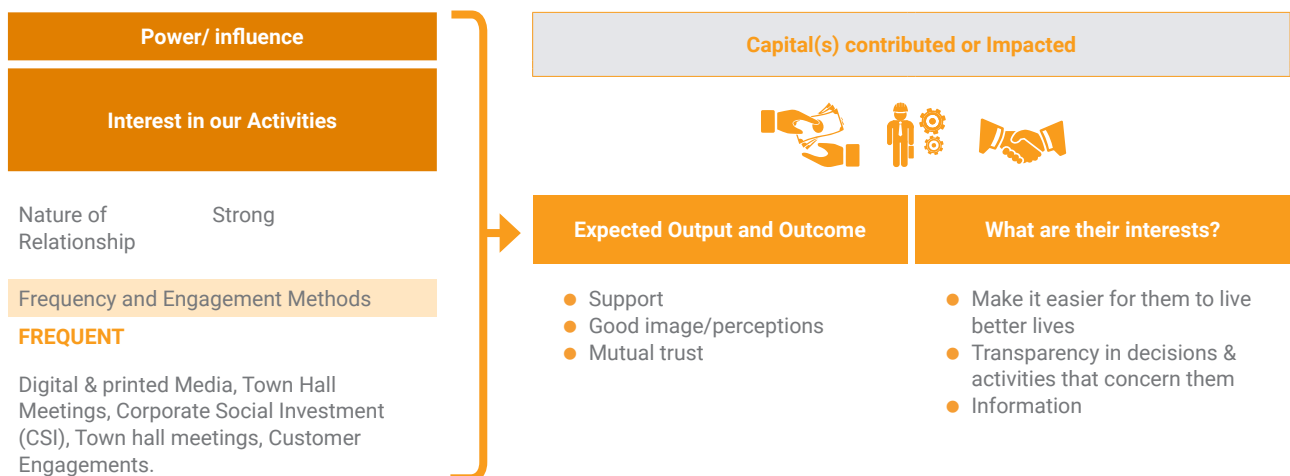 Power/ influence
Interest in our Activities
Nature of
Relationship
Strong
Frequency and Engagement Methods
FREQUENT
Digital & printed Media, Town Hall
Meetings, Corporate Social Investment
(CSI), Town hall meetings, Customer
Engagements.
Capital(s) contributed or Impacted
Expected Output and Outcome
Support
Good image/perceptions
Mutual trust
What are their interests?
Make it easier for them to live
better lives
Transparency in decisions &
activities that concern them
Information